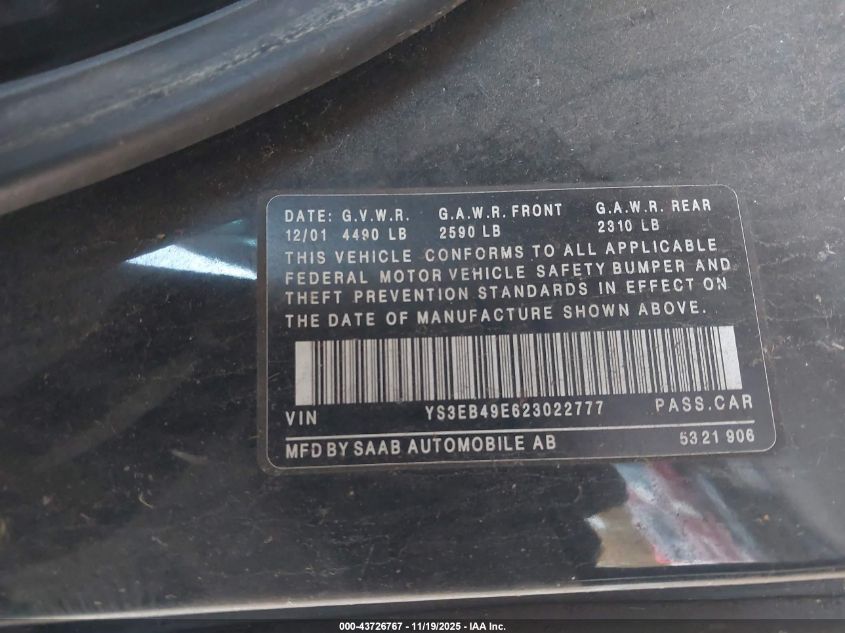 DATE: G.V.W.R. G.A.W.R. FRONT G.A.W.R. REAR
12/01 4490 LB 2590 LB 2310 LB
THIS VEHICLE CONFORMS TO ALL APPLICABLE
FEDERAL MOTOR VEHICLE SAFETY BUMPER AND
THEFT PREVENTION STANDARDS IN EFFECT ON
THE DATE OF MANUFACTURE SHOWN ABOVE.
VIN YS3EB49E623022777 PASS.CAR
MFD BY SAAB AUTOMOBILE AB 53 21 906
000-43726767 - 11/19/2025 - IAA Inc.